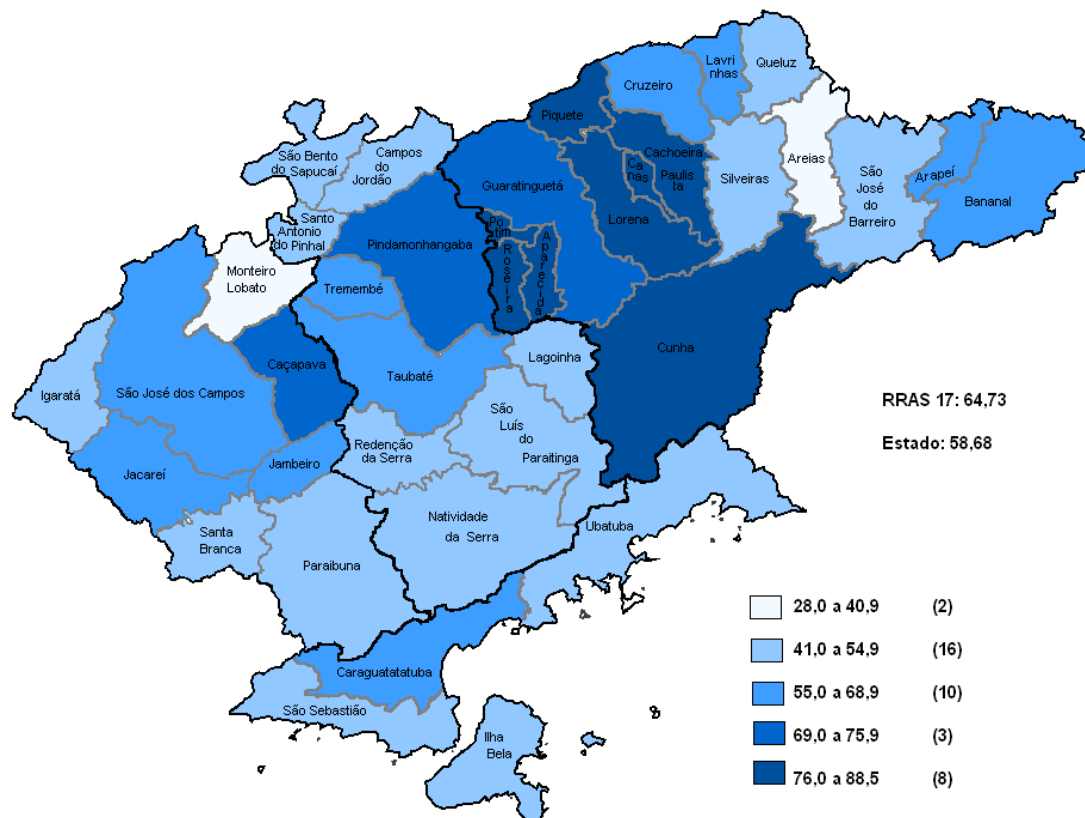 Lavri
nhas
Queluz
Cruzeiro
Piquete
São Bento
do Sapucaí
Campos
do
Jordão
Cachoeira
Paulis
ta
Ca
nas
Silveiras
Areias
São
José
do
Barreiro
Arapeí
Bananal
Guaratinguetá
Lorena
Santo
Antonio
do Pinhal
Pindamonhangaba
Po
tim
Roseira
Aparecida
Monteiro
Lobato
Tremembé
Cunha
Lagoinha
Caçapava
Taubaté
Igaratá
São José dos Campos
São
Luís
do
Paraitinga
Redenção
da Serra
Jacareí
Jambeiro
Natividade
da Serra
Ubatuba
Santa
Branca
Paraibuna
Caraguatatatuba
São Sebastião
Ilha
Bela
RRAS 17: 64,73
Estado: 58,68
28,0 a 40,9 (2)
41,0 a 54,9 (16)
55,0 a 68,9 (10)
69,0 a 75,9 (3)
76,0 a 88,5 (8)